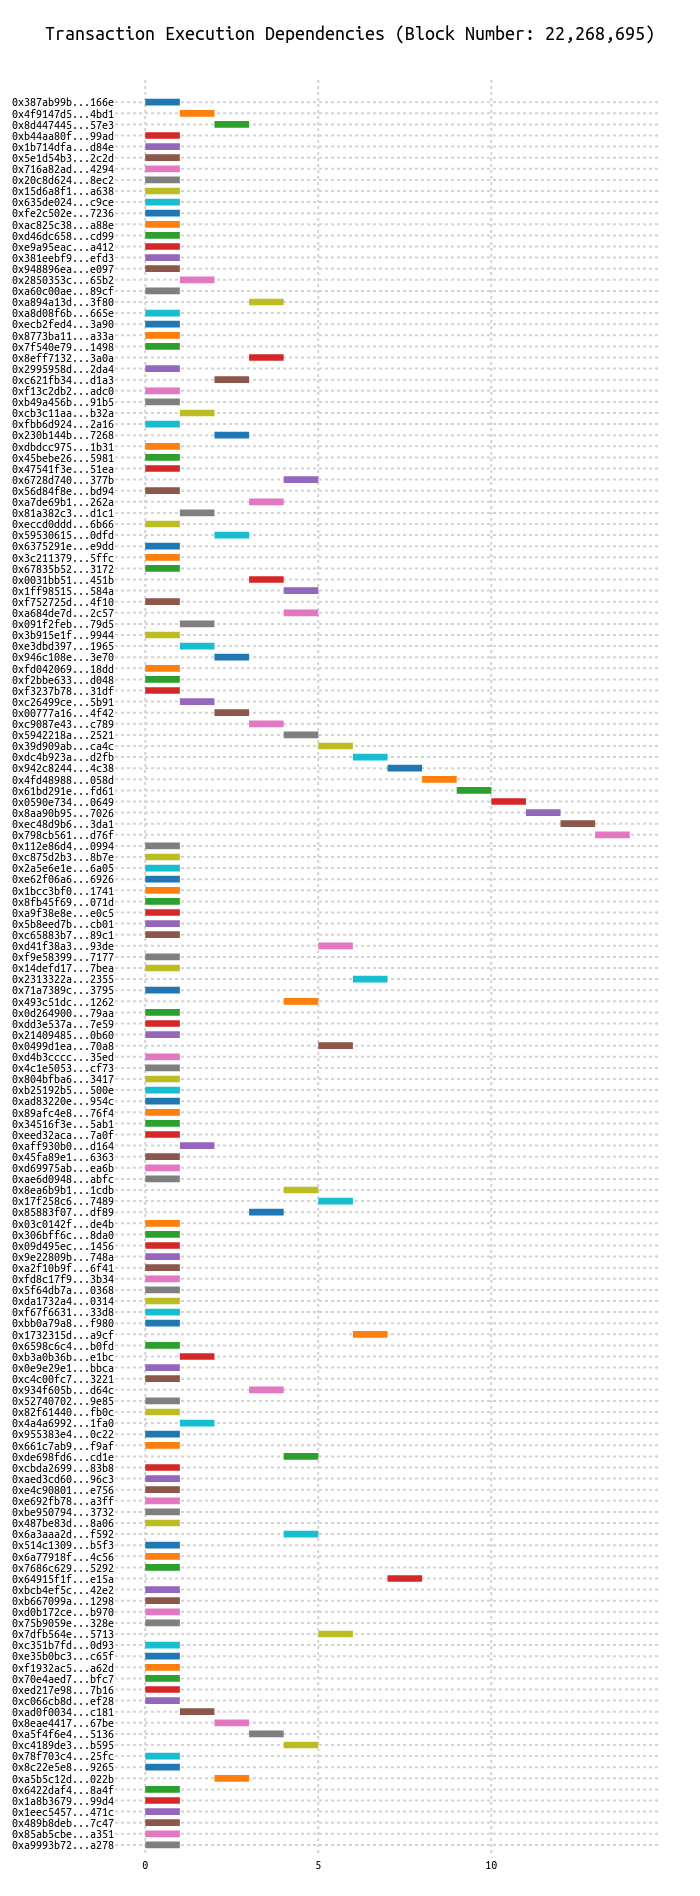 Transaction Execution Dependencies (Block Number: 22,268,695)
0x387ab99b...166e
0x4f9147d5...4bd1
0x8d447445...57e3
0xb44aa80f...99ad
0x1b714dfa...d84e
0x5e1d54b3...2c2d
0x716a82ad...4294
0x20c8d624...8ec2
0x15d6a8f1...a638
0x635de024...c9ce
0xfe2c502e...7236
0xac825c38...a88e
0xd46dc658...cd99
0xe9a95eac...a412
0x381eebf9...efd3
0x948896ea...e097
0x2850353c...65b2
0xa60c00ae...89cf
0xa894a13d...3f80
0xa8d08f6b...665e
0xecb2fed4...3a90
0x8773ba11...a33a
0x7f540e79...1498
0x8eff7132...3a0a
0x2995958d...2da4
0xc621fb34...d1a3
0xf13c2db2...adc0
0xb49a456b...91b5
0xcb3c11aa...b32a
0xfbb6d924...2a16
0x230b144b...7268
0xdbdcc975...1b31
0x45bebe26...5981
0x47541f3e...51ea
0x6728d740...377b
0x56d84f8e...bd94
0xa7de69b1...262a
0x81a382c3...d1c1
0xeccd0ddd...6b66
0x59530615...0dfd
0x6375291e...e9dd
0x3c211379...5ffc
0x67835b52...3172
0x0031bb51...451b
0x1ff98515...584a
0xf752725d...4f10
0xa684de7d...2c57
0x091f2feb...79d5
0x3b915e1f...9944
0xe3dbd397...1965
0x946c108e...3e70
0xfd042069...18dd
0xf2bbe633...d048
0xf3237b78...31df
0xc26499ce...5b91
0x00777a16...4f42
0xc9087e43...c789
0x5942218a...2521
0x39d909ab...ca4c
0xdc4b923a...d2fb
0x942c8244...4c38
0x4fd48988...058d
0x61bd291e...fd61
0x0590e734...0649
0x8aa90b95...7026
0xec48d9b6...3da1
0x798cb561...d76f
0x112e86d4...0994
0xc875d2b3...8b7e
0x2a5e6e1e...6a05
0xe62f06a6...6926
0x1bcc3bf0...1741
0x8fb45f69...071d
0xa9f38e8e...e0c5
0x5b8eed7b...cb01
0xc65883b7...89c1
0xd41f38a3...93de
0xf9e58399...7177
0x14defd17...7bea
0x2313322a...2355
0x71a7389c...3795
0x493c51dc...1262
0x0d264900...79aa
0xdd3e537a...7e59
0x21409485...0b60
0x0499d1ea...70a8
0xd4b3cccc...35ed
0x4c1e5053...cf73
0x804bfba6...3417
0xb25192b5...500e
0xad83220e...954c
0x89afc4e8...76f4
0x34516f3e...5ab1
0xeed32aca...7a0f
0xaff930b0...d164
0x45fa89e1...6363
0xd69975ab...ea6b
0xae6d0948...abfc
0x8ea6b9b1...1cdb
0x17f258c6...7489
0x85883f07...df89
0x03c0142f...de4b
0x306bff6c...8da0
0x09d495ec...1456
0x9e22809b...748a
0xa2f10b9f...6f41
0xfd8c17f9...3b34
0x5f64db7a...0368
0xda1732a4...0314
0xf67f6631...33d8
0xbb0a79a8...f980
0x1732315d...a9cf
0x6598c6c4...b0fd
0xb3a0b36b...e1bc
0x0e9e29e1...bbca
0xc4c00fc7...3221
0x934f605b...d64c
0x52740702...9e85
0x82f61440...fb0c
0x4a4a6992...1fa0
0x955383e4...0c22
0x661c7ab9...f9af
0xde698fd6...cd1e
0xcbda2699...83b8
0xaed3cd60...96c3
0xe4c90801...e756
0xe692fb78...a3ff
0xbe950794...3732
0x487be83d...8a06
0x6a3aaa2d...f592
0x514c1309...b5f3
0x6a77918f...4c56
0x7686c629...5292
0x64915f1f...e15a
0xbcb4ef5c...42e2
0xb667099a...1298
0xd0b172ce...b970
0x75b9059e...328e
0x7dfb564e...5713
0xc351b7fd...0d93
0xe35b0bc3...c65f
0xf1932ac5...a62d
0x70e4aed7...bfc7
0xed217e98...7b16
0xc066cb8d...ef28
0xad0f0034...c181
0x8eae4417...67be
0xa5f4f6e4...5136
0xc4189de3...b595
0x78f703c4...25fc
0x8c22e5e8...9265
0xa5b5c12d...022b
0x6422daf4...8a4f
0x1a8b3679...99d4
0x1eec5457...471c
0x489b8deb...7c47
0x85ab5cbe...a351
0xa9993b72...a278
0 5 10